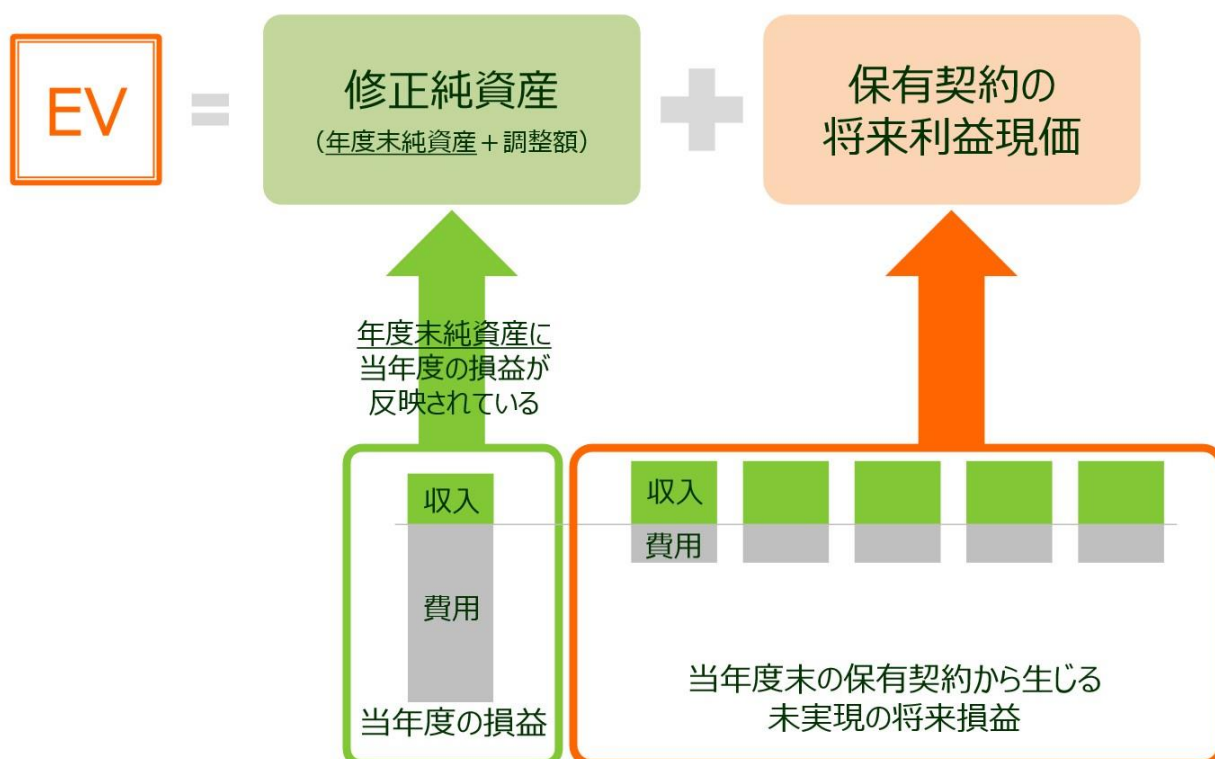 EV
=
修正純資産
（年度末純資産＋調整額）
+
保有契約の
将来利益現価
年度末純資産に
当年度の損益が
反映されている
収入
費用
当年度の損益
収入
費用
当年度末の保有契約から生じる
未実現の将来損益